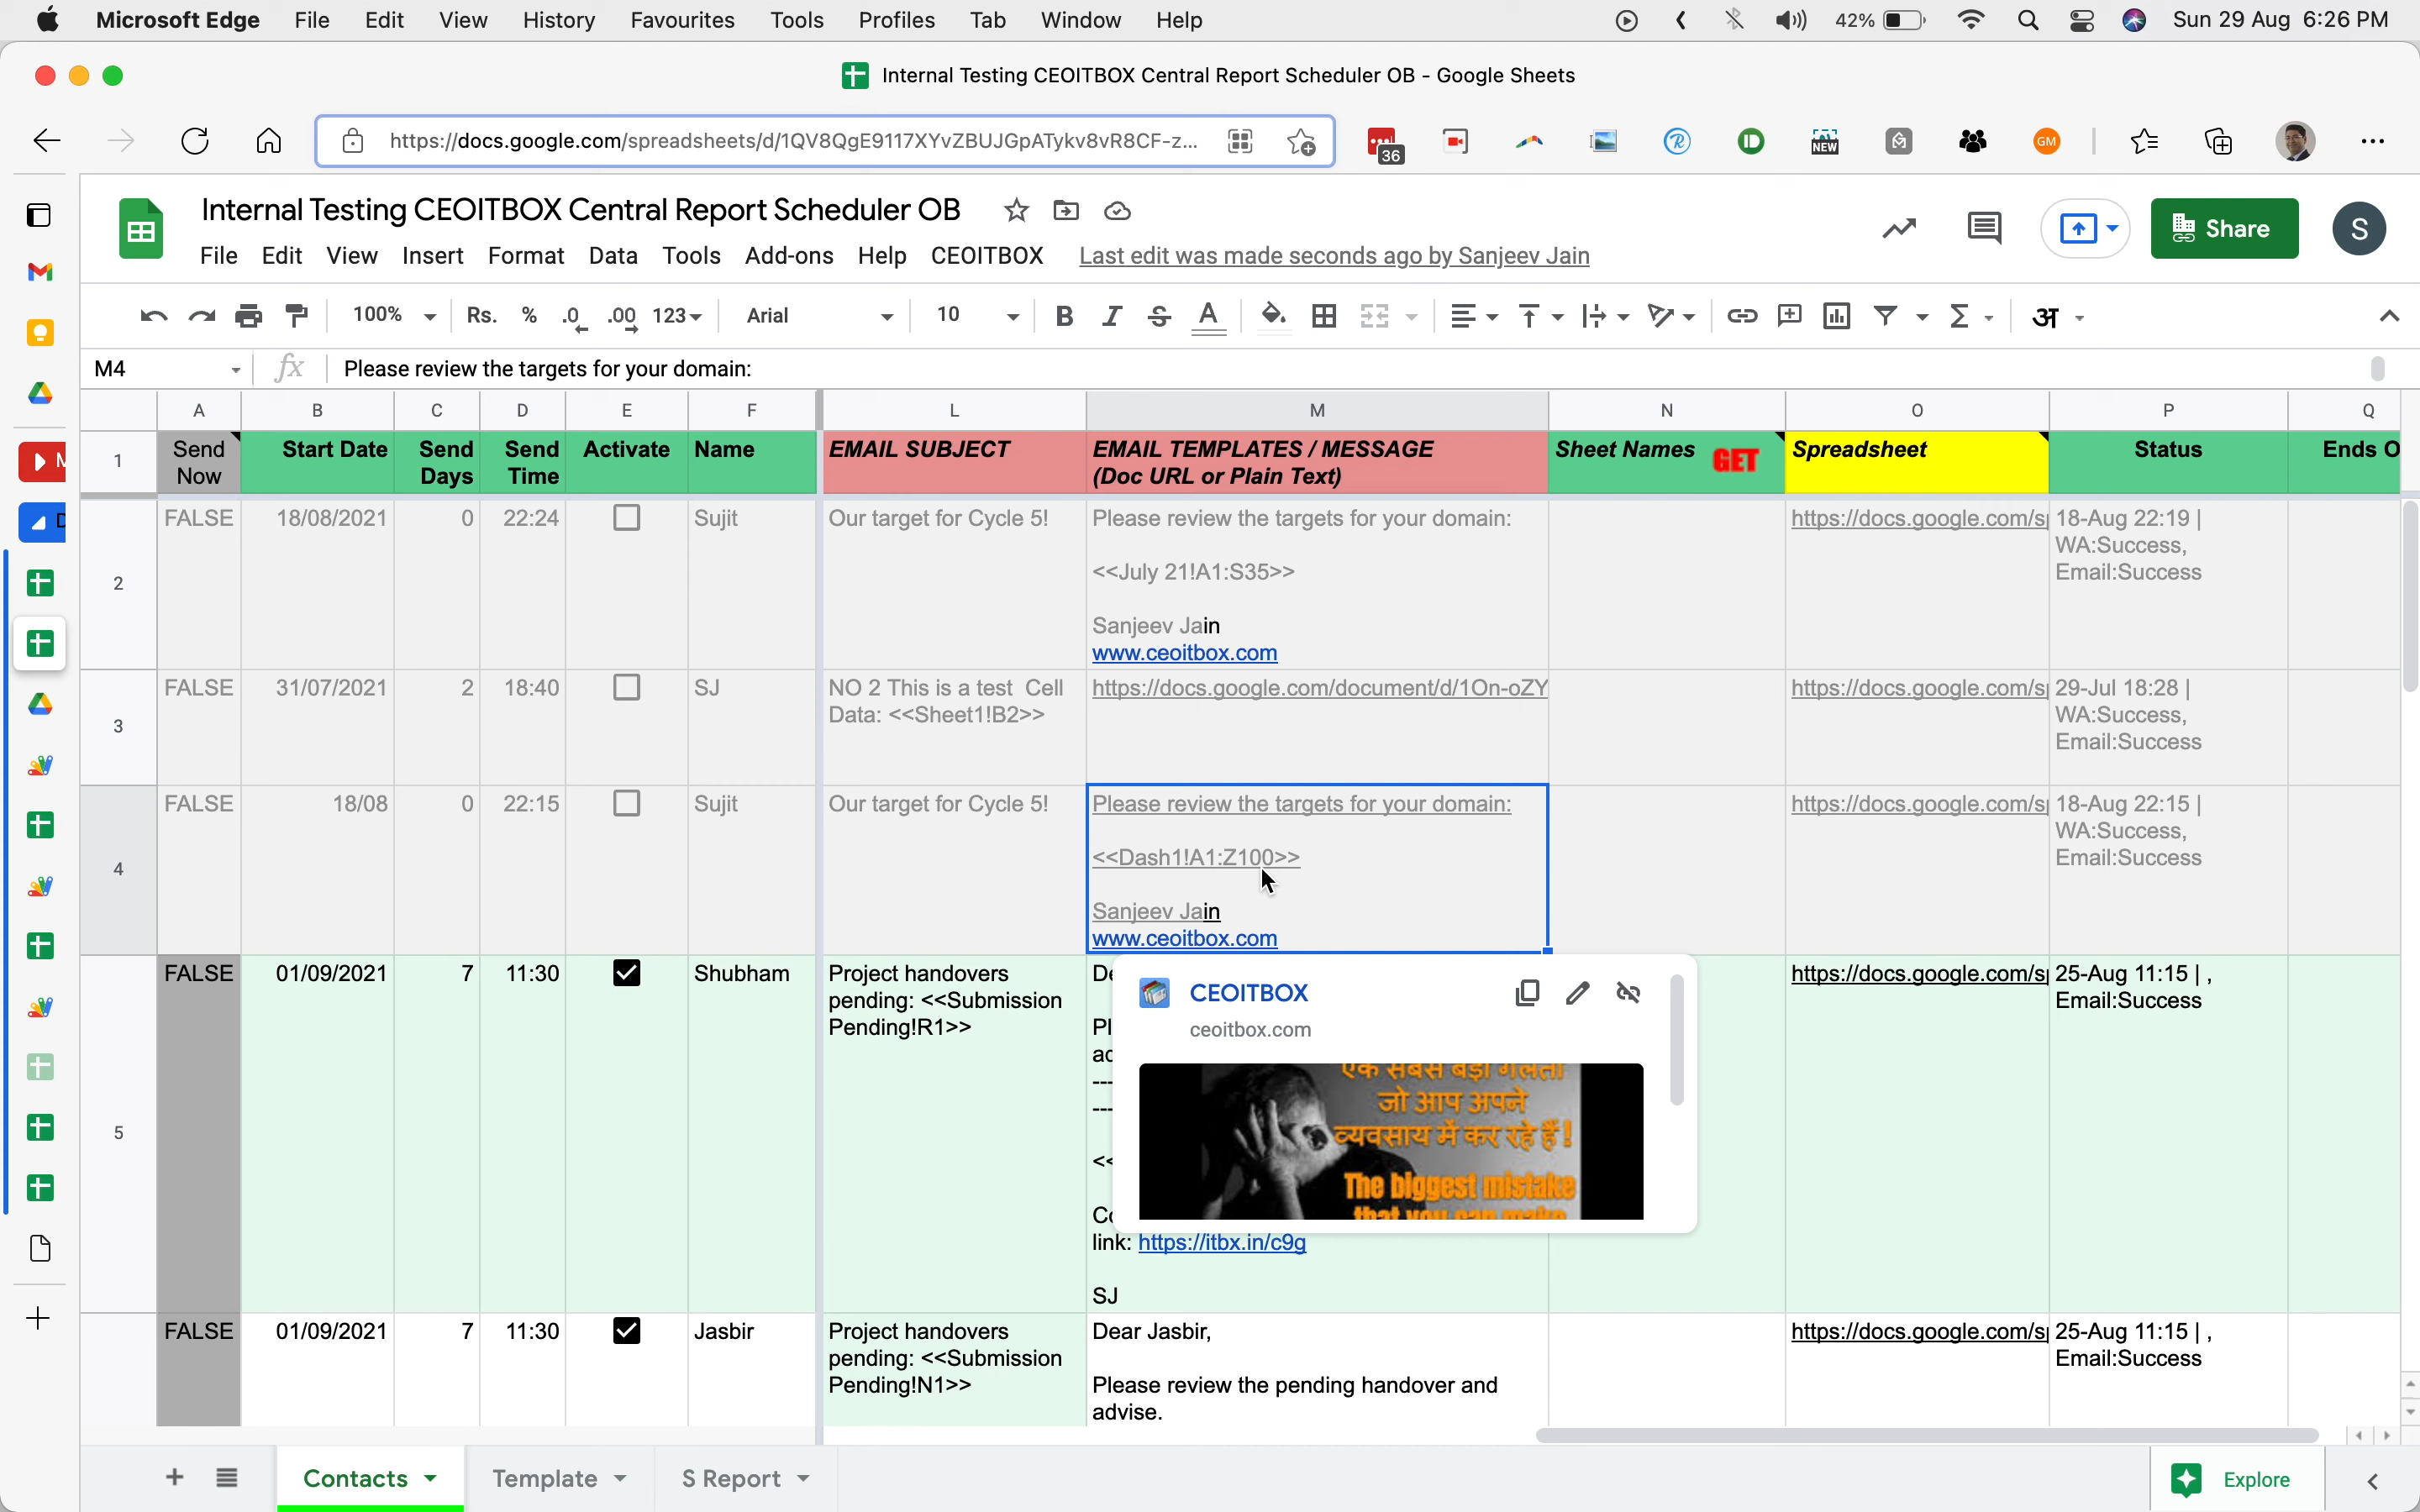 Microsoft Edge File Edit View History Favourites Tools Profiles Tab Window Help 42% Sun 29 Aug 6:26 PM
Internal Testing CEOITBOX Central Report Scheduler OB - Google Sheets
https://docs.google.com/spreadsheets/d/1QV8QgE9117XYvZBUJGpATykv8vR8CF-z... 36 NEW GM
Internal Testing CEOITBOX Central Report Scheduler OB
Share S
File Edit View Insert Format Data Tools Add-ons Help CEOITBOX Last edit was made seconds ago by Sanjeev Jain
100% Rs. % .0 .00 123 Arial 10 B I S A अ
M4 fx Please review the targets for your domain:
A B C D E F L M N O P Q
1 Send Now Start Date Send Days Send Time Activate Name EMAIL SUBJECT EMAIL TEMPLATES / MESSAGE Sheet Names GET Spreadsheet Status Ends O
(Doc URL or Plain Text)
2 FALSE 18/08/2021 0 22:24 Sujit Our target for Cycle 5! Please review the targets for your domain: https://docs.google.com/s 18-Aug 22:19 |
WA:Success,
<<July 21!A1:S35>> Email:Success
Sanjeev Jain
www.ceoitbox.com
3 FALSE 31/07/2021 2 18:40 SJ NO 2 This is a test Cell https://docs.google.com/document/d/1On-oZY https://docs.google.com/s 29-Jul 18:28 |
Data: <<Sheet1!B2>> WA:Success,
Email:Success
4 FALSE 18/08 0 22:15 Sujit Our target for Cycle 5! Please review the targets for your domain: https://docs.google.com/s 18-Aug 22:15 |
WA:Success,
<<Dash1!A1:Z100>> Email:Success
Sanjeev Jain
www.ceoitbox.com
5 FALSE 01/09/2021 7 11:30 Shubham Project handovers De https://docs.google.com/s 25-Aug 11:15 | ,
pending: <<Submission Email:Success
Pending!R1>> Pl
ac
---
---
<<
Co
CEOITBOX
ceoitbox.com
जो आप अपने
व्यवसाय में कर रहे हैं !
The biggest mistake
that you can make
link: https://itbx.in/c9g
SJ
FALSE 01/09/2021 7 11:30 Jasbir Project handovers Dear Jasbir, https://docs.google.com/s 25-Aug 11:15 | ,
pending: <<Submission Email:Success
Pending!N1>> Please review the pending handover and
advise.
Contacts Template S Report Explore